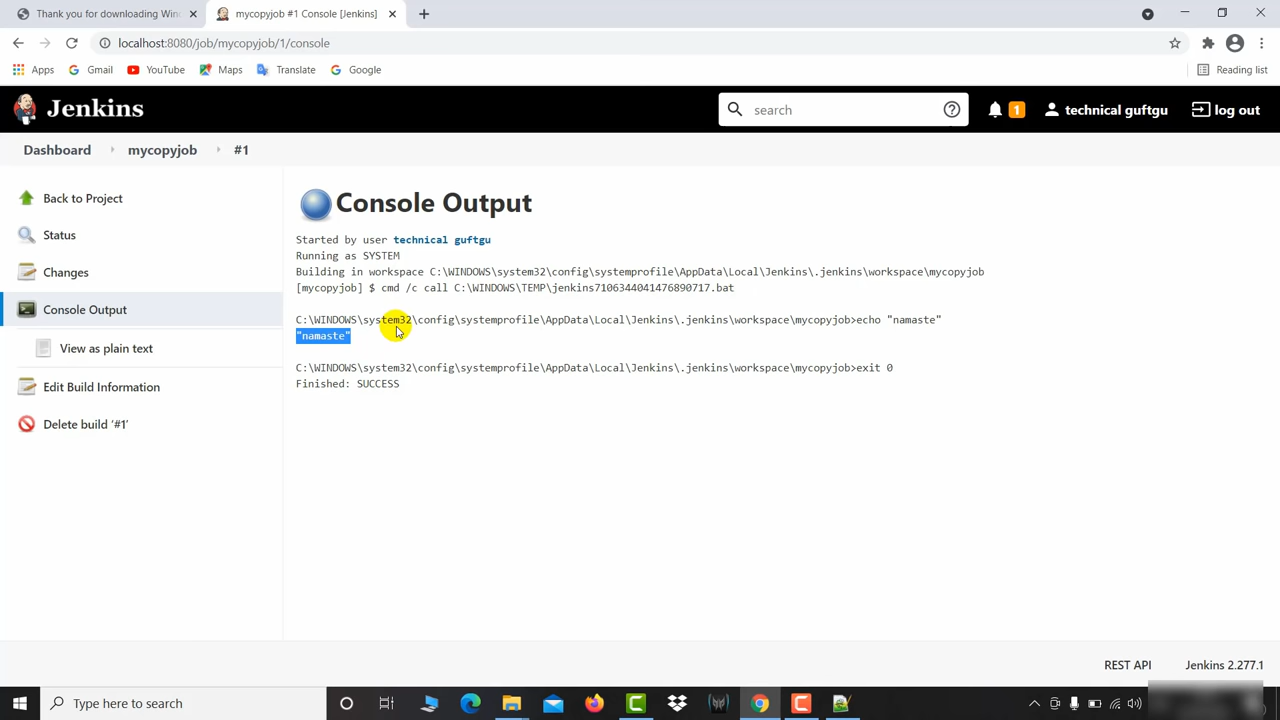 Thank you for downloading Win
mycopyjob #1 Console [Jenkins]
localhost:8080/job/mycopyjob/1/console
Apps Gmail YouTube Maps Translate Google Reading list
Jenkins search 1 technical guftgu log out
Dashboard mycopyjob #1
Back to Project
Status
Changes
Console Output
View as plain text
Edit Build Information
Delete build '#1'
Console Output
Started by user technical guftgu
Running as SYSTEM
Building in workspace C:\WINDOWS\system32\config\systemprofile\AppData\Local\Jenkins\.jenkins\workspace\mycopyjob
[mycopyjob] $ cmd /c call C:\WINDOWS\TEMP\jenkins7106344041476890717.bat
C:\WINDOWS\system32\config\systemprofile\AppData\Local\Jenkins\.jenkins\workspace\mycopyjob>echo "namaste"
"namaste"
C:\WINDOWS\system32\config\systemprofile\AppData\Local\Jenkins\.jenkins\workspace\mycopyjob>exit 0
Finished: SUCCESS
REST API Jenkins 2.277.1
Type here to search